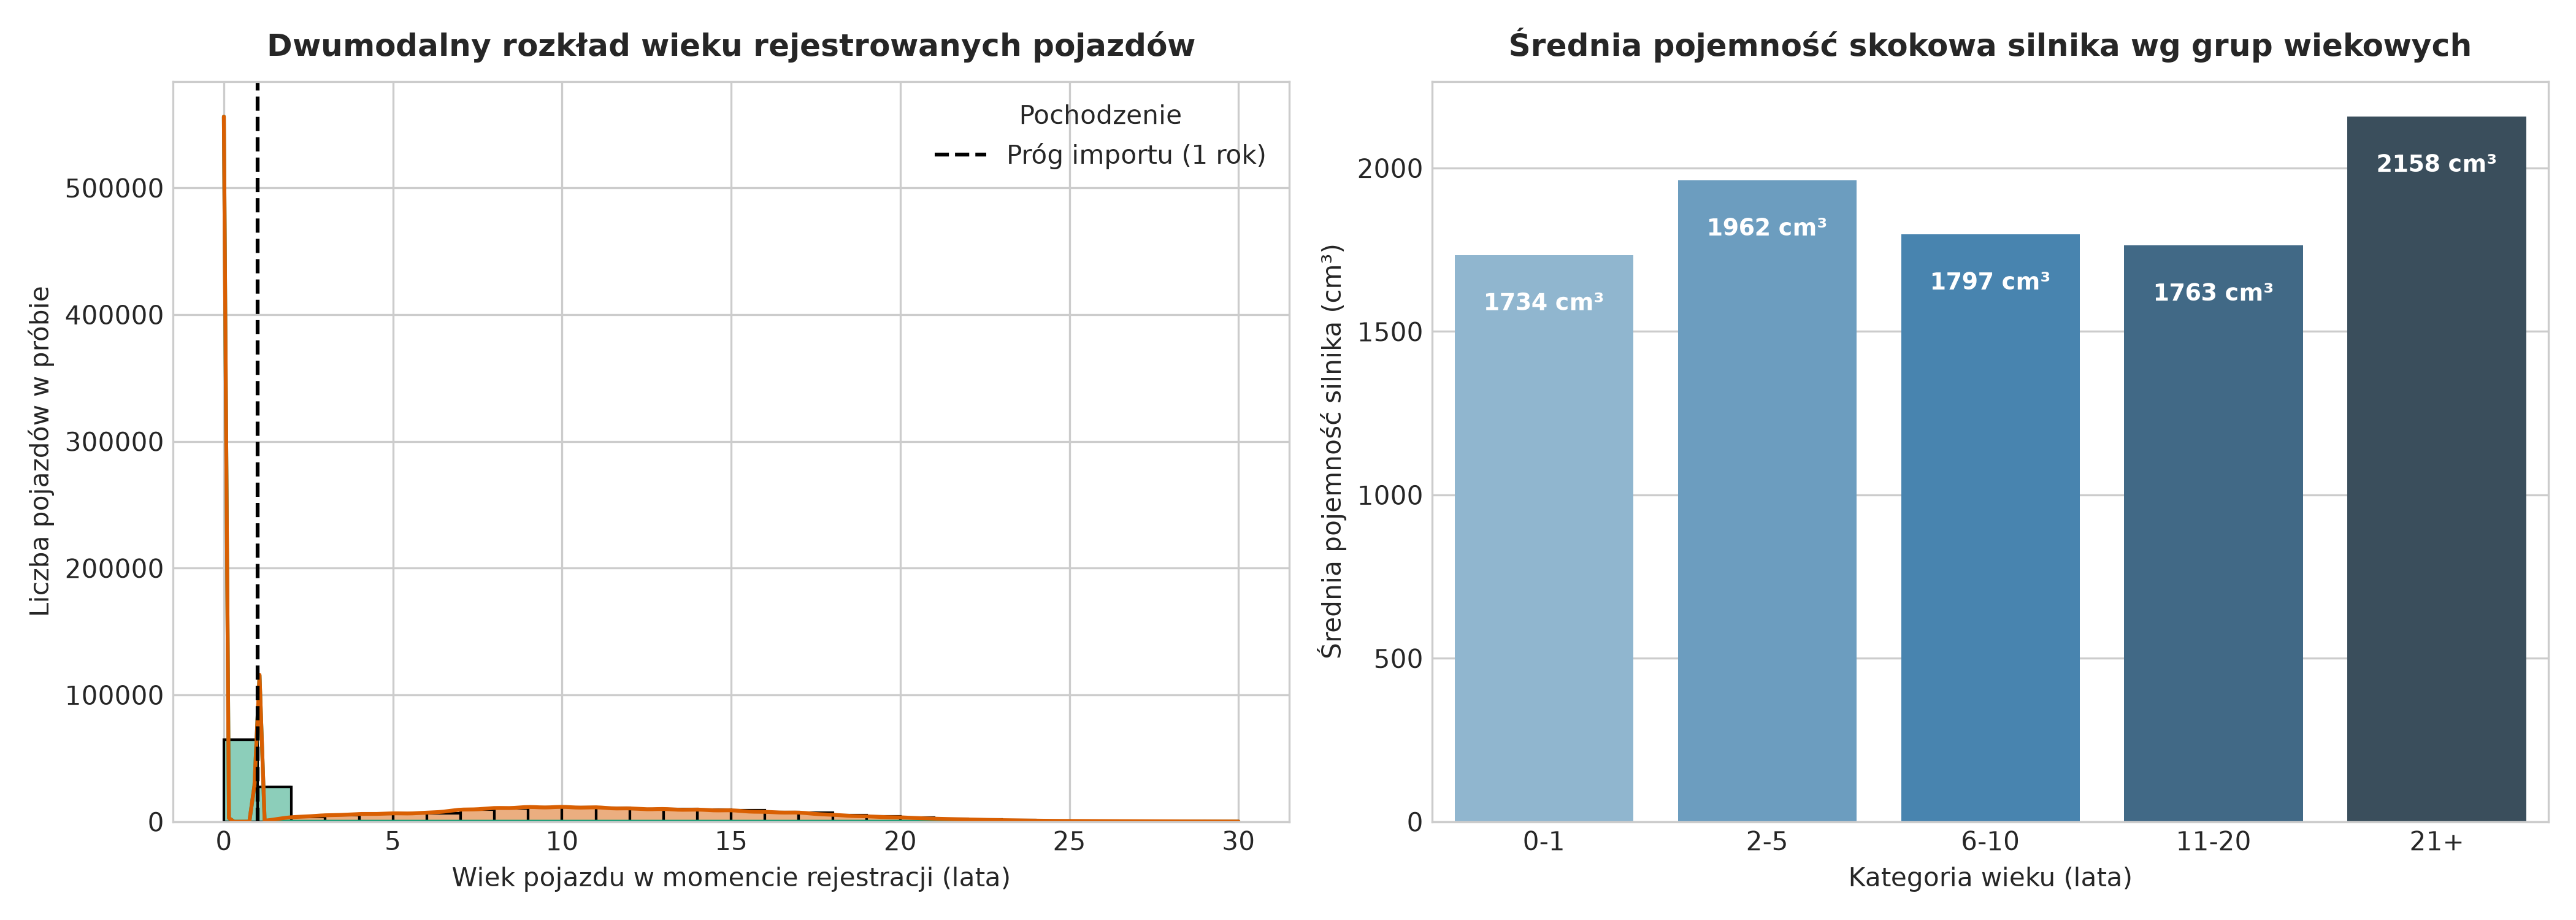 Dwumodalny rozkład wieku rejestrowanych pojazdów
Liczba pojazdów w próbie
500000
400000
300000
200000
100000
0
Pochodzenie
Próg importu (1 rok)
0 5 10 15 20 25 30
Wiek pojazdu w momencie rejestracji (lata)
Średnia pojemność skokowa silnika wg grup wiekowych
Średnia pojemność silnika (cm³)
2000
1500
1000
500
0
1734 cm³
1962 cm³
1797 cm³
1763 cm³
2158 cm³
0-1 2-5 6-10 11-20 21+
Kategoria wieku (lata)